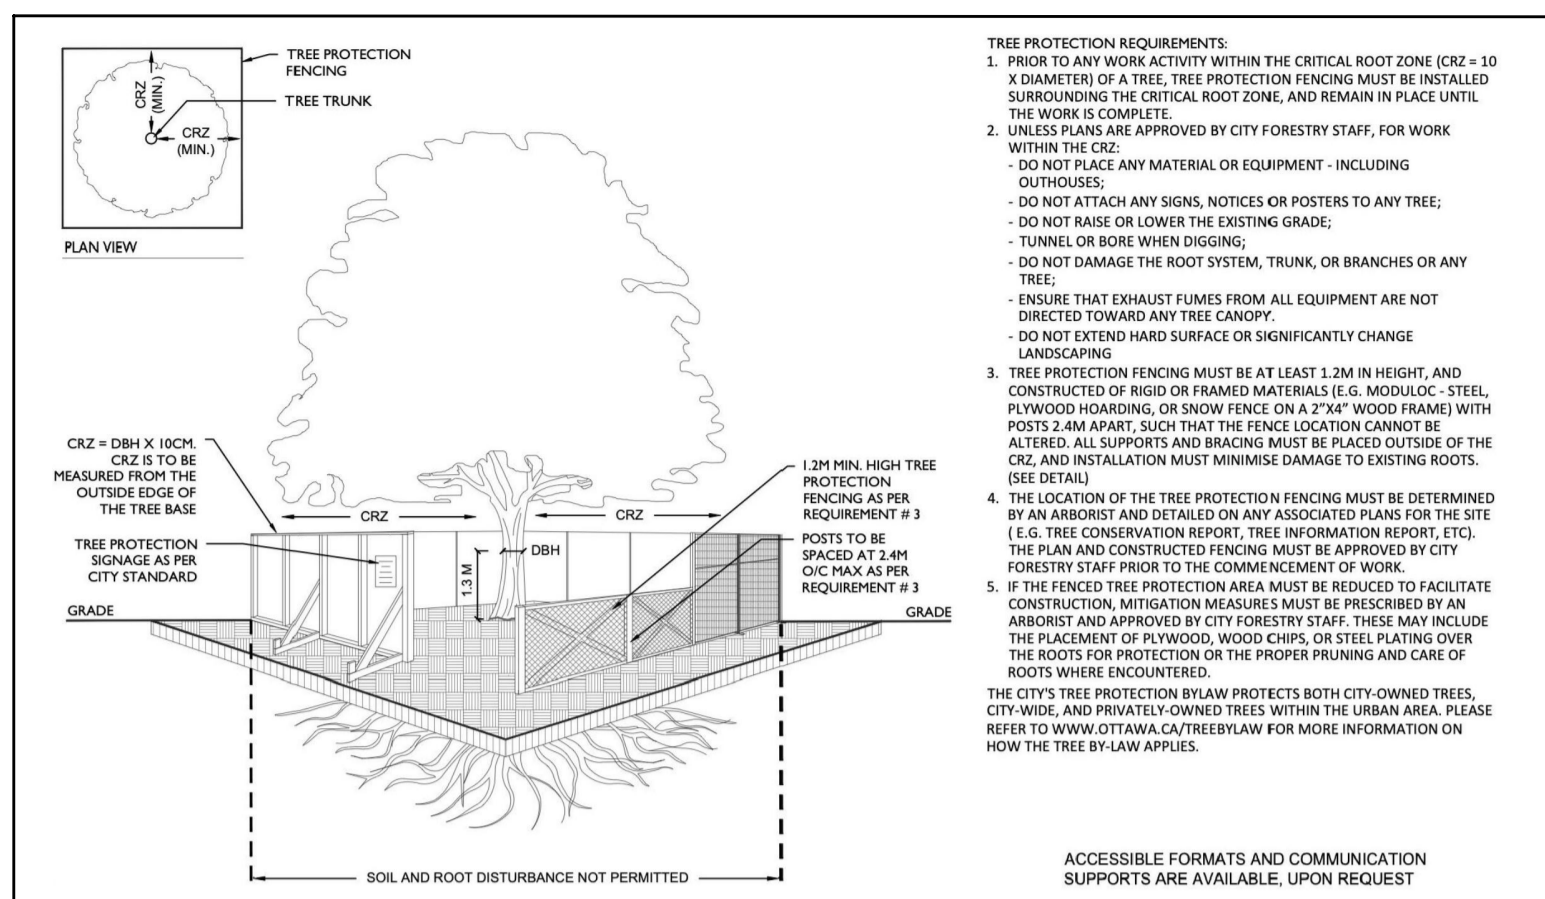 TREE PROTECTION
FENCING
TREE TRUNK
CRZ
(MIN.)
CRZ
(MIN.)
PLAN VIEW
CRZ = DBH X 10CM.
CRZ IS TO BE
MEASURED FROM THE
OUTSIDE EDGE OF
THE TREE BASE
TREE PROTECTION
SIGNAGE AS PER
CITY STANDARD
GRADE
CRZ
CRZ
DBH
1.3 M
1.2M MIN. HIGH TREE
PROTECTION
FENCING AS PER
REQUIREMENT # 3
POSTS TO BE
SPACED AT 2.4M
O/C MAX AS PER
REQUIREMENT # 3
GRADE
SOIL AND ROOT DISTURBANCE NOT PERMITTED
TREE PROTECTION REQUIREMENTS:
1. PRIOR TO ANY WORK ACTIVITY WITHIN THE CRITICAL ROOT ZONE (CRZ = 10
X DIAMETER) OF A TREE, TREE PROTECTION FENCING MUST BE INSTALLED
SURROUNDING THE CRITICAL ROOT ZONE, AND REMAIN IN PLACE UNTIL
THE WORK IS COMPLETE.
2. UNLESS PLANS ARE APPROVED BY CITY FORESTRY STAFF, FOR WORK
WITHIN THE CRZ:
- DO NOT PLACE ANY MATERIAL OR EQUIPMENT - INCLUDING
OUTHOUSES;
- DO NOT ATTACH ANY SIGNS, NOTICES OR POSTERS TO ANY TREE;
- DO NOT RAISE OR LOWER THE EXISTING GRADE;
- TUNNEL OR BORE WHEN DIGGING;
- DO NOT DAMAGE THE ROOT SYSTEM, TRUNK, OR BRANCHES OR ANY
TREE;
- ENSURE THAT EXHAUST FUMES FROM ALL EQUIPMENT ARE NOT
DIRECTED TOWARD ANY TREE CANOPY.
- DO NOT EXTEND HARD SURFACE OR SIGNIFICANTLY CHANGE
LANDSCAPING
3. TREE PROTECTION FENCING MUST BE AT LEAST 1.2M IN HEIGHT, AND
CONSTRUCTED OF RIGID OR FRAMED MATERIALS (E.G. MODULOC - STEEL,
PLYWOOD HOARDING, OR SNOW FENCE ON A 2”X4” WOOD FRAME) WITH
POSTS 2.4M APART, SUCH THAT THE FENCE LOCATION CANNOT BE
ALTERED. ALL SUPPORTS AND BRACING MUST BE PLACED OUTSIDE OF THE
CRZ, AND INSTALLATION MUST MINIMISE DAMAGE TO EXISTING ROOTS.
(SEE DETAIL)
4. THE LOCATION OF THE TREE PROTECTION FENCING MUST BE DETERMINED
BY AN ARBORIST AND DETAILED ON ANY ASSOCIATED PLANS FOR THE SITE
( E.G. TREE CONSERVATION REPORT, TREE INFORMATION REPORT, ETC).
THE PLAN AND CONSTRUCTED FENCING MUST BE APPROVED BY CITY
FORESTRY STAFF PRIOR TO THE COMMENCEMENT OF WORK.
5. IF THE FENCED TREE PROTECTION AREA MUST BE REDUCED TO FACILITATE
CONSTRUCTION, MITIGATION MEASURES MUST BE PRESCRIBED BY AN
ARBORIST AND APPROVED BY CITY FORESTRY STAFF. THESE MAY INCLUDE
THE PLACEMENT OF PLYWOOD, WOOD CHIPS, OR STEEL PLATING OVER
THE ROOTS FOR PROTECTION OR THE PROPER PRUNING AND CARE OF
ROOTS WHERE ENCOUNTERED.
THE CITY'S TREE PROTECTION BYLAW PROTECTS BOTH CITY-OWNED TREES,
CITY-WIDE, AND PRIVATELY-OWNED TREES WITHIN THE URBAN AREA. PLEASE
REFER TO WWW.OTTAWA.CA/TREEBYLAW FOR MORE INFORMATION ON
HOW THE TREE BY-LAW APPLIES.
ACCESSIBLE FORMATS AND COMMUNICATION
SUPPORTS ARE AVAILABLE, UPON REQUEST